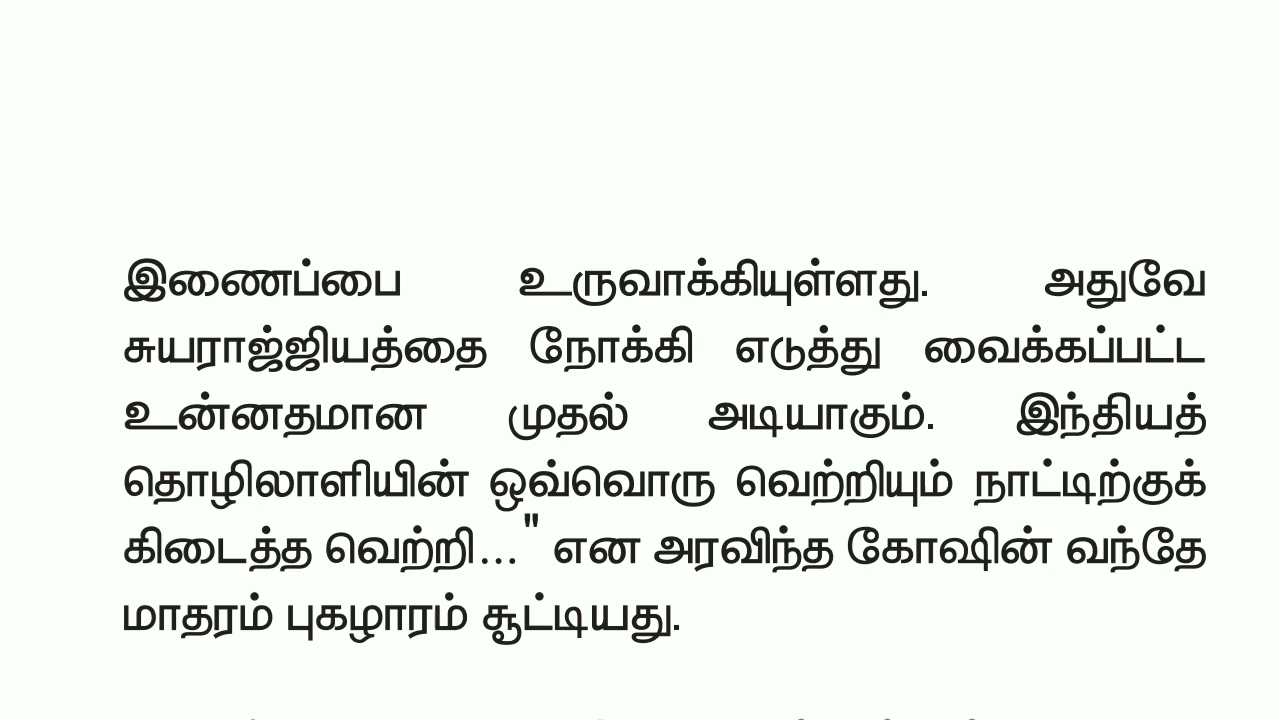 இணைப்பை உருவாக்கியுள்ளது. அதுவே
சுயராஜ்ஜியத்தை நோக்கி எடுத்து வைக்கப்பட்ட
உன்னதமான முதல் அடியாகும். இந்தியத்
தொழிலாளியின் ஒவ்வொரு வெற்றியும் நாட்டிற்குக்
கிடைத்த வெற்றி..." என அரவிந்த கோஷின் வந்தே
மாதரம் புகழாரம் சூட்டியது.